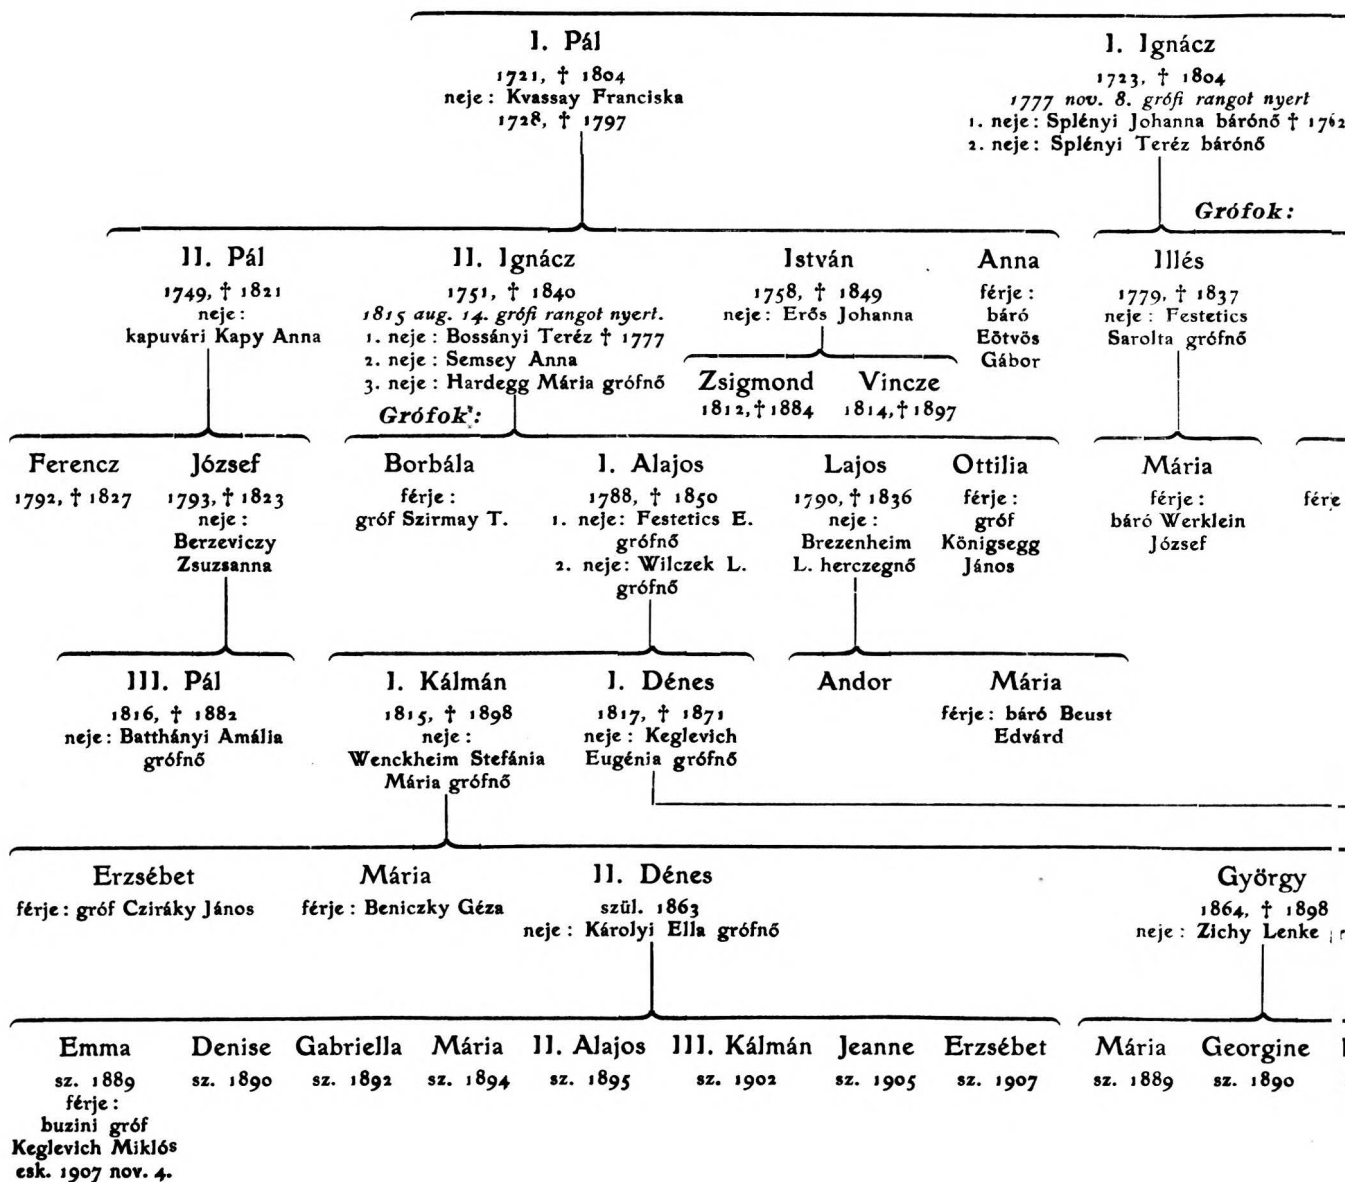 I. Pál
1721, † 1804
neje: Kvassay Franciska
1728, † 1797
I. Ignácz
1723, † 1804
1777 nov. 8. grófi rangot nyert
1. neje: Splényi Johanna bárónő † 1762
2. neje: Splényi Teréz bárónő
Grófok:
II. Pál
1749, † 1821
neje:
kapuvári Kapy Anna
II. Ignácz
1751, † 1840
1815 aug. 14. grófi rangot nyert.
1. neje: Bossányi Teréz † 1777
2. neje: Semsey Anna
3. neje: Hardegg Mária grófnő
Grófok:
István
1758, † 1849
neje: Erős Johanna
Anna
férje:
báró
Eötvös
Gábor
Illés
1779, † 1837
neje: Festetics
Sarolta grófnő
Zsigmond
1812, † 1884
Vincze
1814, † 1897
Ferencz
1792, † 1827
József
1793, † 1823
neje:
Berzeviczy
Zsuzsanna
Borbála
férje:
gróf Szirmay T.
I. Alajos
1788, † 1850
1. neje: Festetics E.
grófnő
2. neje: Wilczek L.
grófnő
Lajos
1790, † 1836
neje:
Brezenheim
L. herczegnő
Ottilia
férje:
gróf
Königsegg
János
Mária
férje:
báró Werklein
József
férje
III. Pál
1816, † 1882
neje: Batthányi Amália
grófnő
I. Kálmán
1815, † 1898
neje:
Wenckheim Stefánia
Mária grófnő
I. Dénes
1817, † 1871
neje: Keglevich
Eugénia grófnő
Andor
Mária
férje: báró Beust
Edvárd
Erzsébet
férje: gróf Cziráky János
Mária
férje: Beniczky Géza
II. Dénes
szül. 1863
neje: Károlyi Ella grófnő
György
1864, † 1898
neje: Zichy Lenke
Emma
sz. 1889
férje:
buzini gróf
Keglevich Miklós
esk. 1907 nov. 4.
Denise
sz. 1890
Gabriella
sz. 1892
Mária
sz. 1894
II. Alajos
sz. 1895
III. Kálmán
sz. 1902
Jeanne
sz. 1905
Erzsébet
sz. 1907
Mária
sz. 1889
Georgine
sz. 1890